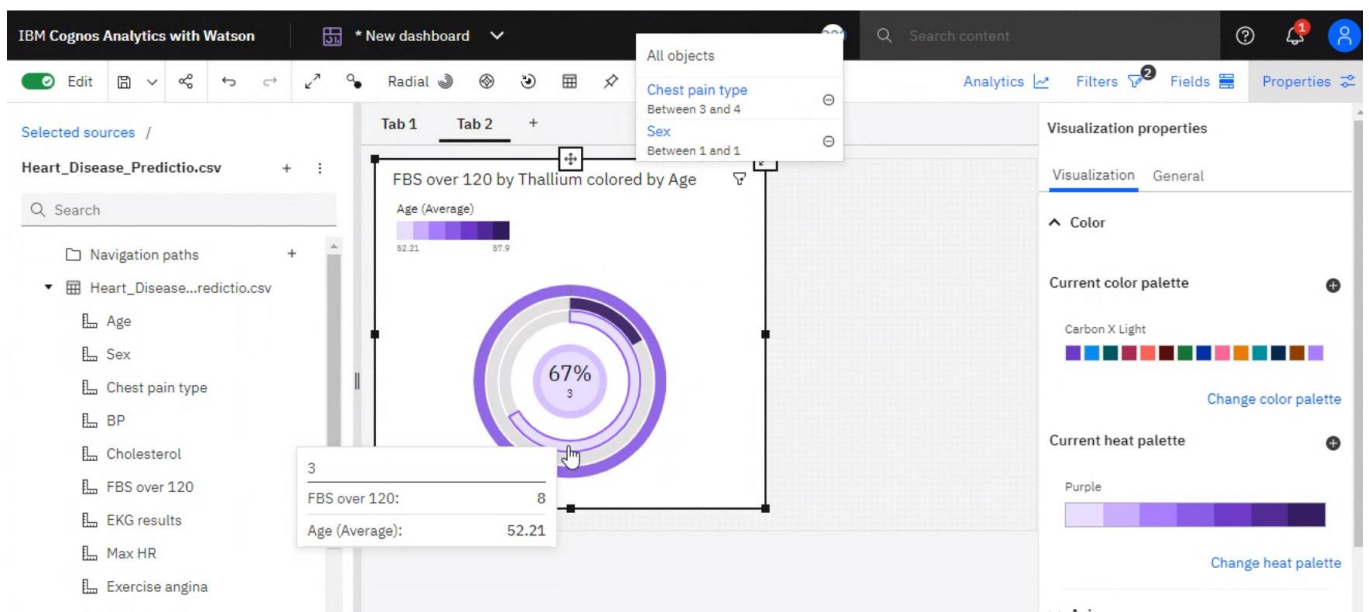 IBM Cognos Analytics with Watson
* New dashboard
Search content
1
Edit
Radial
Analytics
Filters
2
Fields
Properties
All objects
Chest pain type
Between 3 and 4
Sex
Between 1 and 1
Selected sources /
Heart_Disease_Predictio.csv
Search
Navigation paths
Heart_Disease...redictio.csv
Age
Sex
Chest pain type
BP
Cholesterol
FBS over 120
EKG results
Max HR
Exercise angina
Tab 1
Tab 2
FBS over 120 by Thallium colored by Age
Age (Average)
52.21
57.9
67%
3
3
FBS over 120: 8
Age (Average): 52.21
Visualization properties
Visualization
General
Color
Current color palette
Carbon X Light
Change color palette
Current heat palette
Purple
Change heat palette